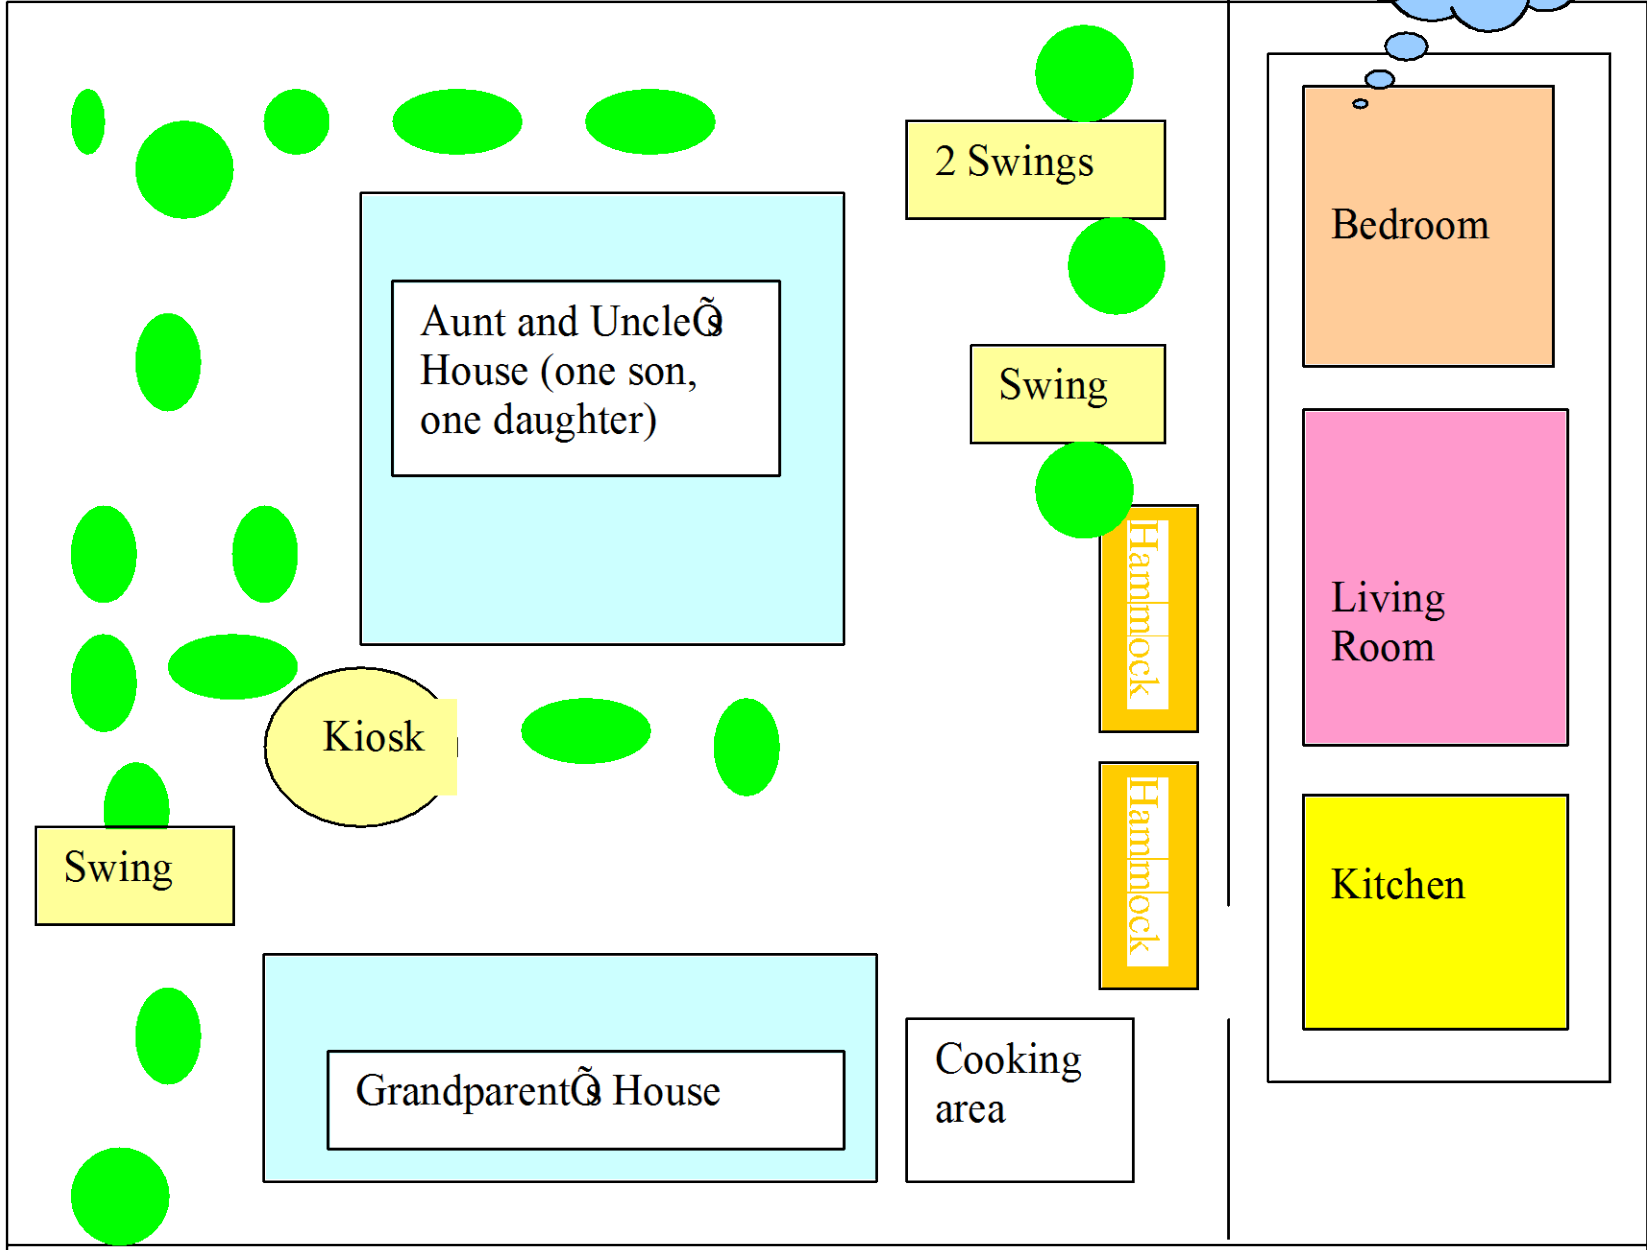 2 Swings
Bedroom
Aunt and UncleÕs
House (one son,
one daughter)
Swing
Hammock
Living
Room
Kiosk
Hammock
Swing
Kitchen
GrandparentÕs House
Cooking
area